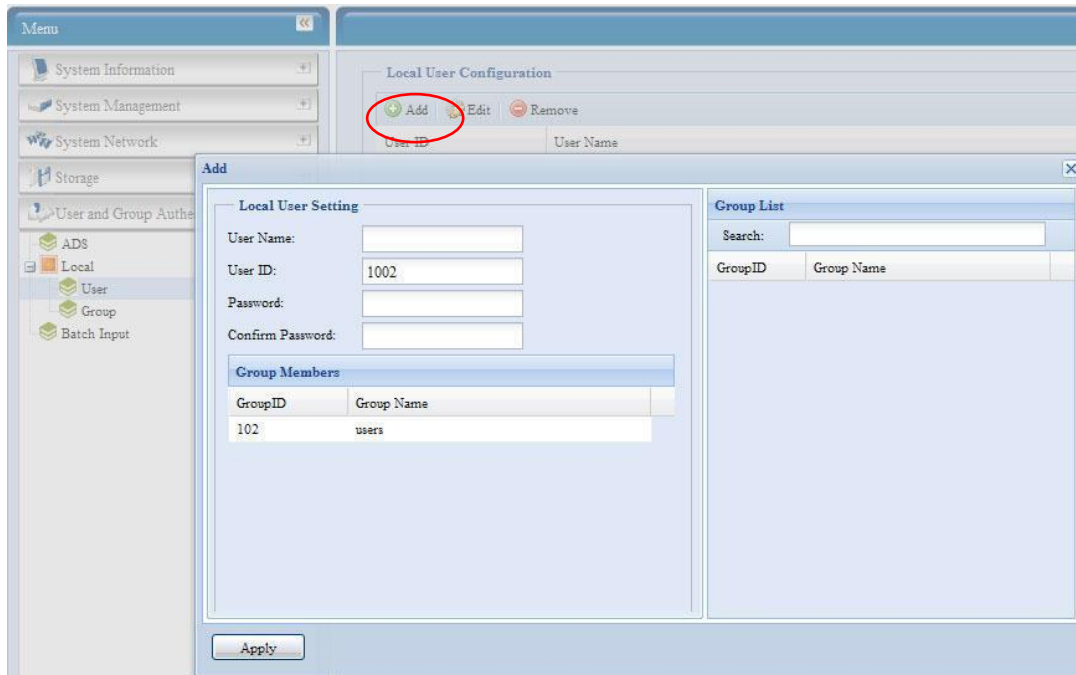 Menu
System Information
System Management
System Network
Storage
User and Group Authe
ADS
Local
User
Group
Batch Input
Local User Configuration
Add Edit Remove
User ID User Name
Add
Local User Setting
User Name:
User ID: 1002
Password:
Confirm Password:
Group Members
GroupID Group Name
102 users
Group List
Search:
GroupID Group Name
Apply